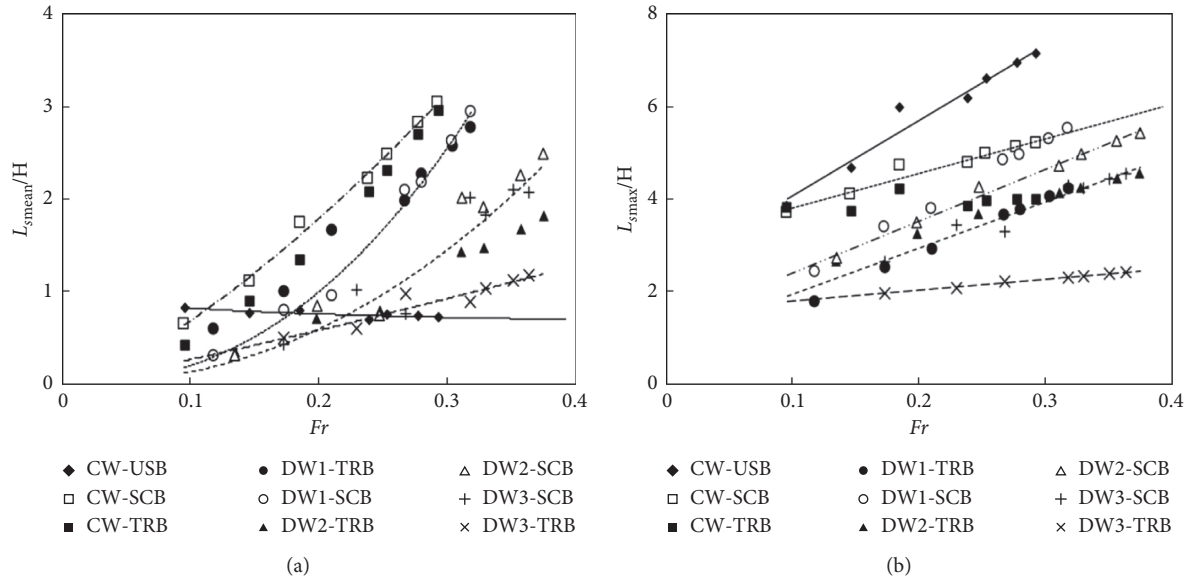 4
3
2
1
0
L_smean/H
0
0.1
0.2
0.3
0.4
Fr
CW-USB
CW-SCB
CW-TRB
DW1-TRB
DW1-SCB
DW2-TRB
DW2-SCB
DW3-SCB
DW3-TRB
(a)
8
6
4
2
0
L_smax/H
0
0.1
0.2
0.3
0.4
Fr
CW-USB
CW-SCB
CW-TRB
DW1-TRB
DW1-SCB
DW2-TRB
DW2-SCB
DW3-SCB
DW3-TRB
(b)